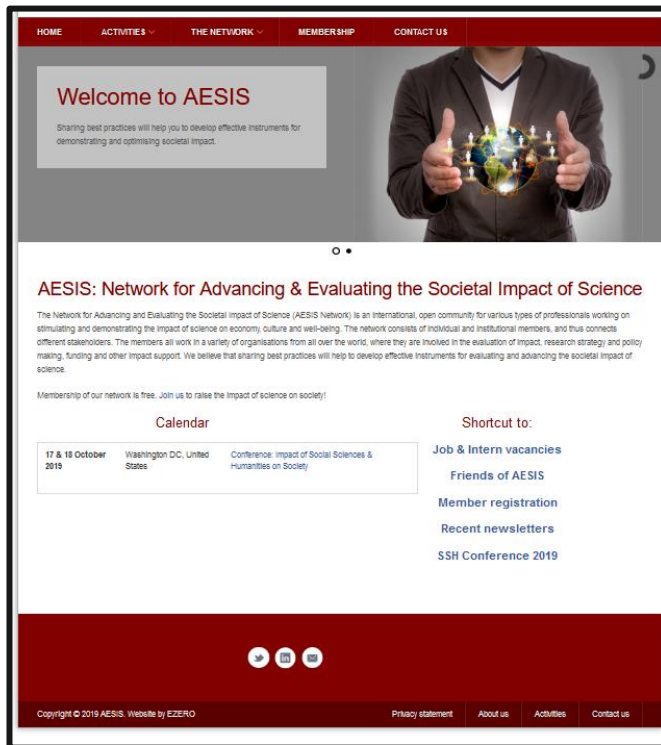 HOME ACTIVITIES THE NETWORK MEMBERSHIP CONTACT US
Welcome to AESIS
Sharing best practices will help you to develop effective instruments for
demonstrating and optimising societal impact.
AESIS: Network for Advancing & Evaluating the Societal Impact of Science
The Network for Advancing and Evaluating the Societal Impact of Science (AESIS Network) is an international, open community for various types of professionals working on
stimulating and demonstrating the impact of science on economy, culture and well-being. The network consists of individual and institutional members, and thus connects
different stakeholders. The members all work in a variety of organisations from all over the world, where they are involved in the evaluation of impact, research strategy and policy
making, funding and other impact support. We believe that sharing best practices will help to develop effective instruments for evaluating and advancing the societal impact of
science.
Membership of our network is free. Join us to raise the impact of science on society!
Calendar
17 & 18 October Washington DC, United Conference: Impact of Social Sciences &
2019 States Humanities on Society
Shortcut to:
Job & Intern vacancies
Friends of AESIS
Member registration
Recent newsletters
SSH Conference 2019
Copyright © 2019 AESIS. Website by EZERO Privacy statement About us Activities Contact us